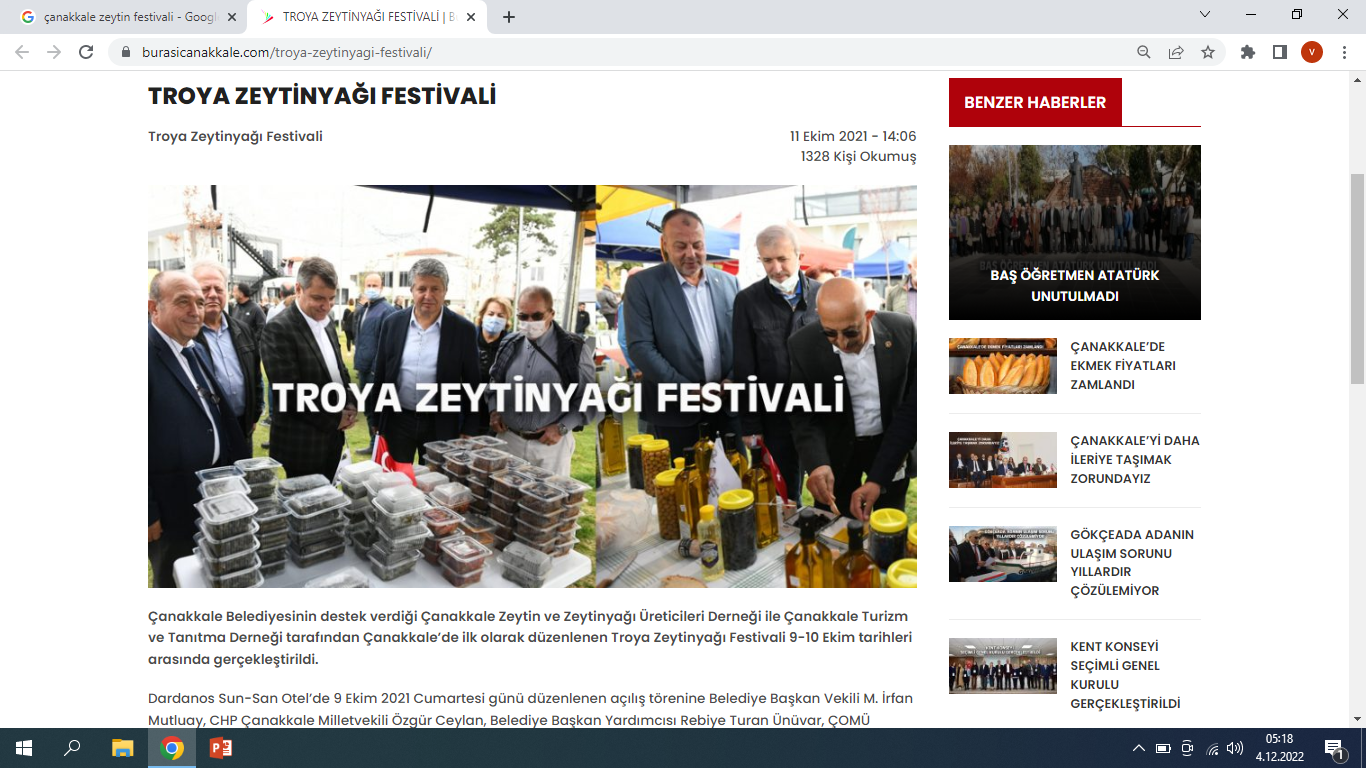 çanakkale zeytin festivali - Googl
TROYA ZEYTİNYAĞI FESTİVALİ | B
burasicanakkale.com/troya-zeytinyagi-festivali/
V
TROYA ZEYTİNYAĞI FESTİVALİ
Troya Zeytinyağı Festivali
11 Ekim 2021 - 14:06
1328 Kişi Okumuş
TROYA ZEYTİNYAĞI FESTİVALİ
Çanakkale Belediyesinin destek verdiği Çanakkale Zeytin ve Zeytinyağı Üreticileri Derneği ile Çanakkale Turizm
ve Tanıtma Derneği tarafından Çanakkale’de ilk olarak düzenlenen Troya Zeytinyağı Festivali 9-10 Ekim tarihleri
arasında gerçekleştirildi.
Dardanos Sun-San Otel’de 9 Ekim 2021 Cumartesi günü düzenlenen açılış törenine Belediye Başkan Vekili M. İrfan
Mutluay, CHP Çanakkale Milletvekili Özgür Ceylan, Belediye Başkan Yardımcısı Rebiye Turan Ünüvar, ÇOMÜ
BENZER HABERLER
BAŞ ÖĞRETMEN ATATÜRK
UNUTULMADI
ÇANAKKALE’DE EKMEK FİYATLARI ZAMLANDI
ÇANAKKALE’DE
EKMEK FİYATLARI
ZAMLANDI
ÇANAKKALE’Yİ DAHA
İLERİYE TAŞIMAK
ZORUNDAYIZ
GÖKÇEADA ADANIN
ULAŞIM SORUNU
YILLARDIR
ÇÖZÜLEMİYOR
KENT KONSEYİ
SEÇİMLİ GENEL
KURULU
GERÇEKLEŞTİRİLDİ
05:18
4.12.2022
1